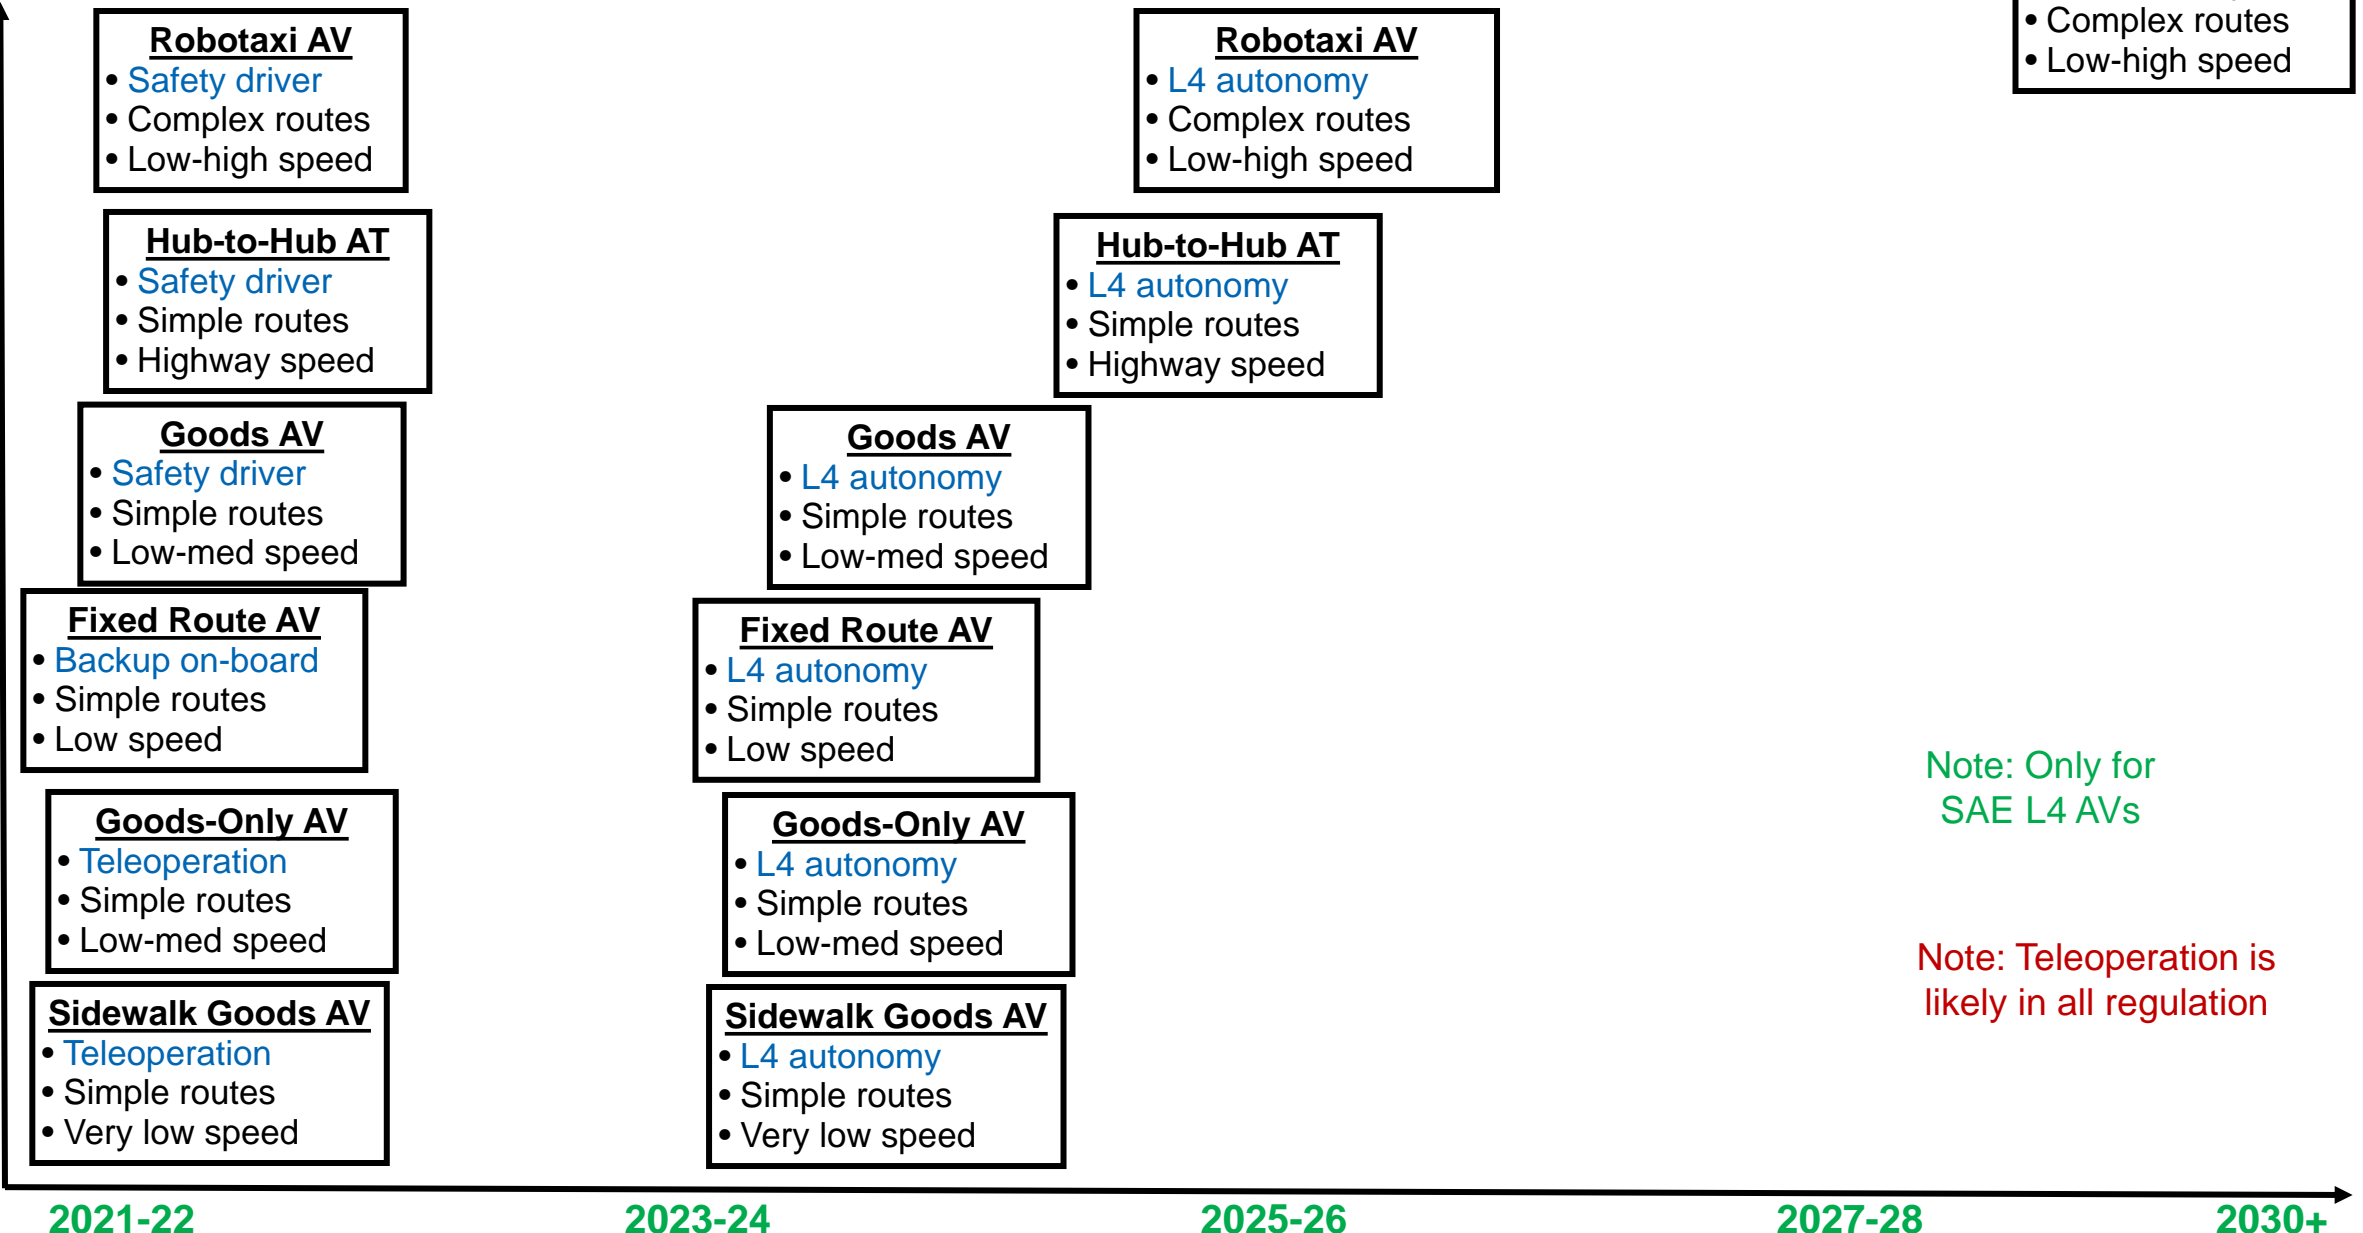 • Complex routes
• Low-high speed
Robotaxi AV
• Safety driver
• Complex routes
• Low-high speed
Robotaxi AV
• L4 autonomy
• Complex routes
• Low-high speed
Hub-to-Hub AT
• Safety driver
• Simple routes
• Highway speed
Hub-to-Hub AT
• L4 autonomy
• Simple routes
• Highway speed
Goods AV
• Safety driver
• Simple routes
• Low-med speed
Goods AV
• L4 autonomy
• Simple routes
• Low-med speed
Fixed Route AV
• Backup on-board
• Simple routes
• Low speed
Fixed Route AV
• L4 autonomy
• Simple routes
• Low speed
Note: Only for
SAE L4 AVs
Goods-Only AV
• Teleoperation
• Simple routes
• Low-med speed
Goods-Only AV
• L4 autonomy
• Simple routes
• Low-med speed
Note: Teleoperation is
likely in all regulation
Sidewalk Goods AV
• Teleoperation
• Simple routes
• Very low speed
Sidewalk Goods AV
• L4 autonomy
• Simple routes
• Very low speed
2021-22
2023-24
2025-26
2027-28
2030+